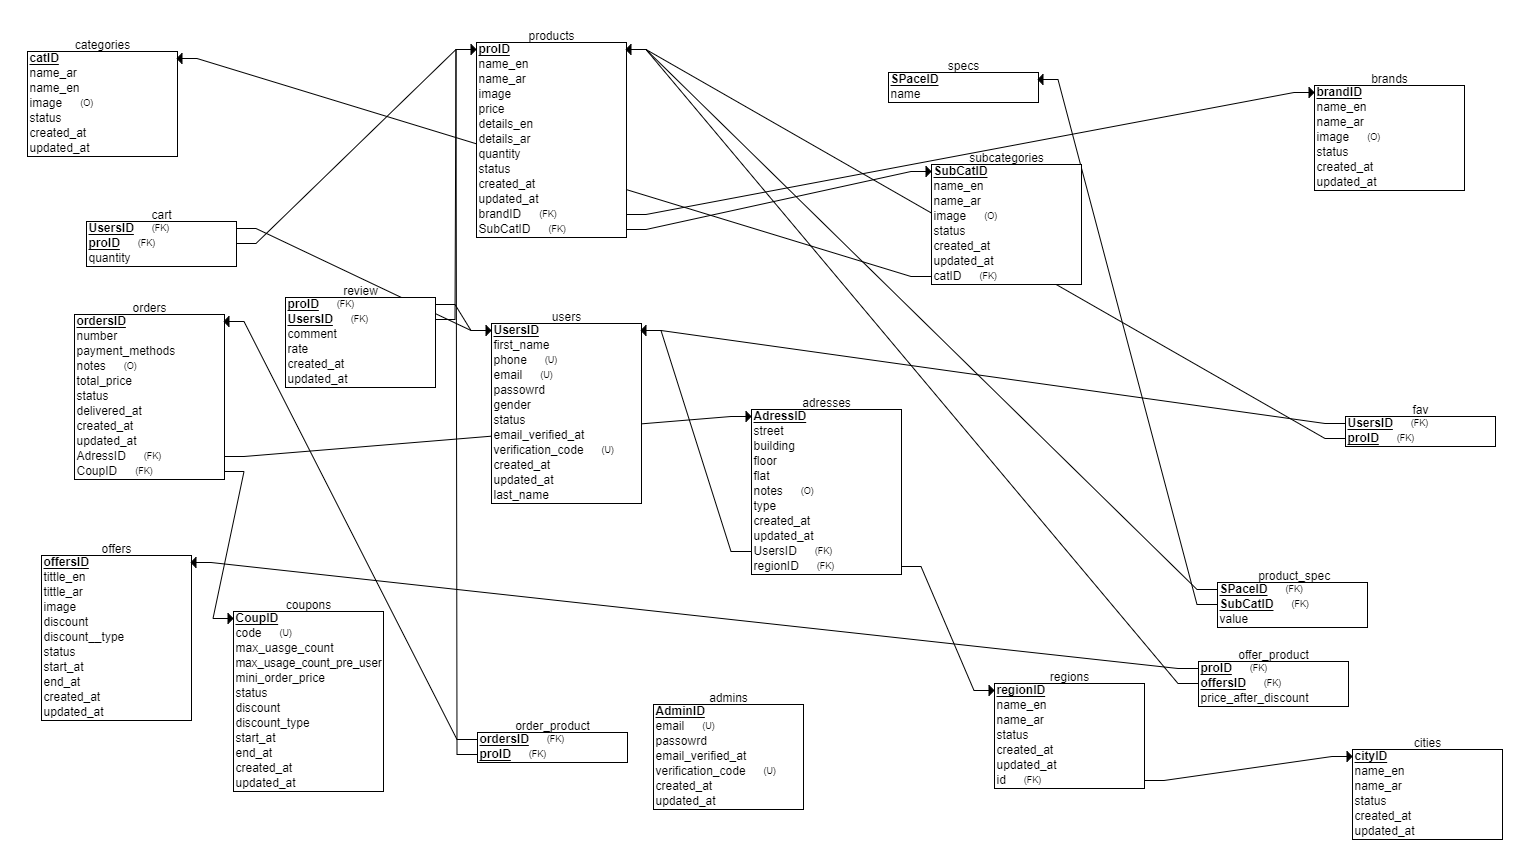 categories
catID
name_ar
name_en
image (O)
status
created_at
updated_at
products
proID
name_en
name_ar
image
price
details_en
details_ar
quantity
status
created_at
updated_at
brandID (FK)
SubCatID (FK)
specs
SPaceID
name
brands
brandID
name_en
name_ar
image (O)
status
created_at
updated_at
subcategories
SubCatID
name_en
name_ar
image (O)
status
created_at
updated_at
catID (FK)
cart
UsersID (FK)
proID (FK)
quantity
review
proID (FK)
UsersID (FK)
comment
rate
created_at
updated_at
orders
ordersID
number
payment_methods
notes (O)
total_price
status
delivered_at
created_at
updated_at
AdressID (FK)
CoupID (FK)
users
UsersID
first_name
phone (U)
email (U)
passowrd
gender
status
email_verified_at
verification_code (U)
created_at
updated_at
last_name
adresses
AdressID
street
building
floor
flat
notes (O)
type
created_at
updated_at
UsersID (FK)
regionID (FK)
fav
UsersID (FK)
proID (FK)
offers
offersID
tittle_en
tittle_ar
image
discount
discount__type
status
start_at
end_at
created_at
updated_at
coupons
CoupID
code (U)
max_uasge_count
max_usage_count_pre_user
mini_order_price
status
discount
discount_type
start_at
end_at
created_at
updated_at
product_spec
SPaceID (FK)
SubCatID (FK)
value
offer_product
proID (FK)
offersID (FK)
price_after_discount
order_product
ordersID (FK)
proID (FK)
admins
AdminID
email (U)
passowrd
email_verified_at
verification_code (U)
created_at
updated_at
regions
regionID
name_en
name_ar
status
created_at
updated_at
id (FK)
cities
cityID
name_en
name_ar
status
created_at
updated_at